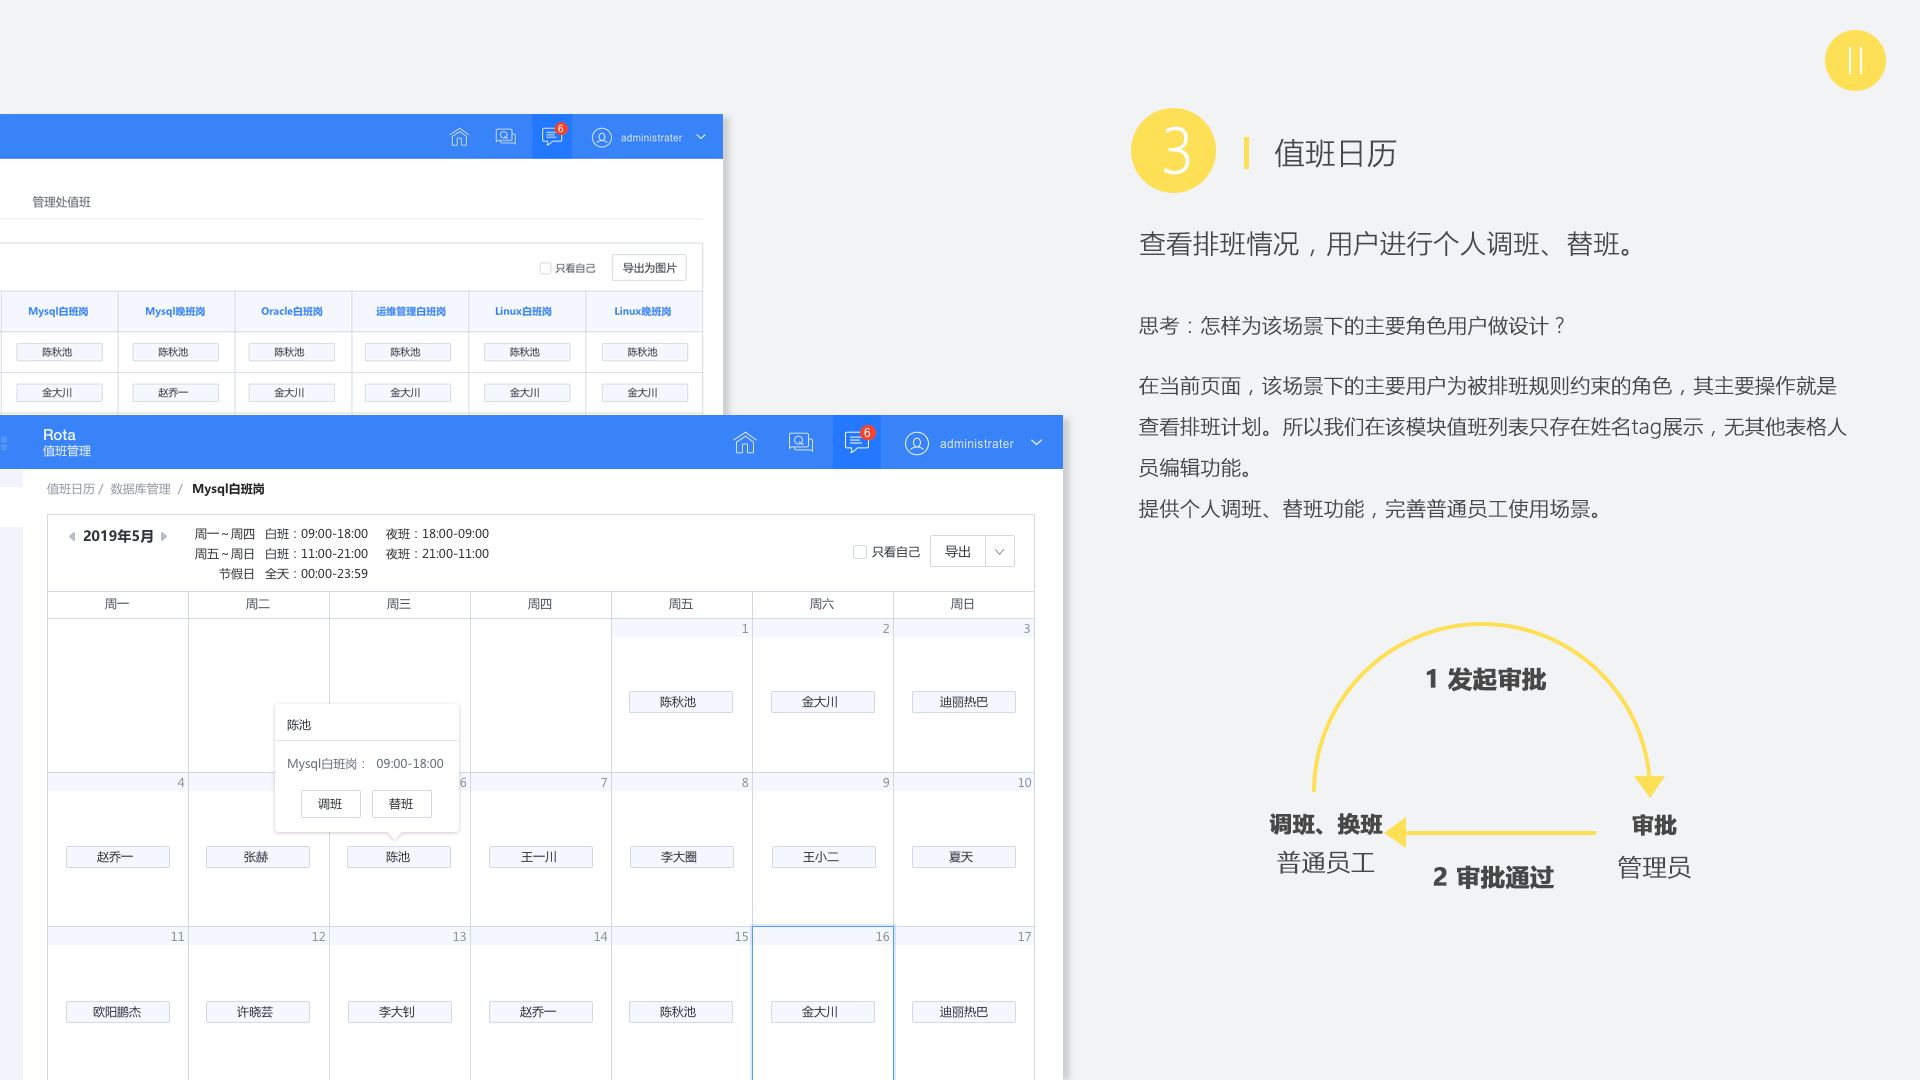 administrater
6
管理处值班
只看自己 导出为图片
Mysql白班岗 Mysql晚班岗 Oracle白班岗 运维管理白班岗 Linux白班岗 Linux晚班岗
陈秋池 陈秋池 陈秋池 陈秋池 陈秋池 陈秋池
金大川 赵乔一 金大川 金大川 金大川 金大川
Rota
值班管理
6
administrater
值班日历 / 数据库管理 / Mysql白班岗
2019年5月
周一～周四 白班：09:00-18:00 夜班：18:00-09:00
周五～周日 白班：11:00-21:00 夜班：21:00-11:00
节假日 全天：00:00-23:59
只看自己 导出
周一 周二 周三 周四 周五 周六 周日
1 2 3
陈秋池 金大川 迪丽热巴
陈池
Mysql白班岗： 09:00-18:00
调班 替班
4 6 7 8 9 10
赵乔一 张赫 陈池 王一川 李大圈 王小二 夏天
11 12 13 14 15 16 17
欧阳鹏杰 许晓芸 李大钊 赵乔一 陈秋池 金大川 迪丽热巴
3 值班日历
查看排班情况，用户进行个人调班、替班。
思考：怎样为该场景下的主要角色用户做设计？
在当前页面，该场景下的主要用户为被排班规则约束的角色，其主要操作就是
查看排班计划。所以我们在该模块值班列表只存在姓名tag展示，无其他表格人
员编辑功能。
提供个人调班、替班功能，完善普通员工使用场景。
1 发起审批
调班、换班
普通员工
审批
管理员
2 审批通过